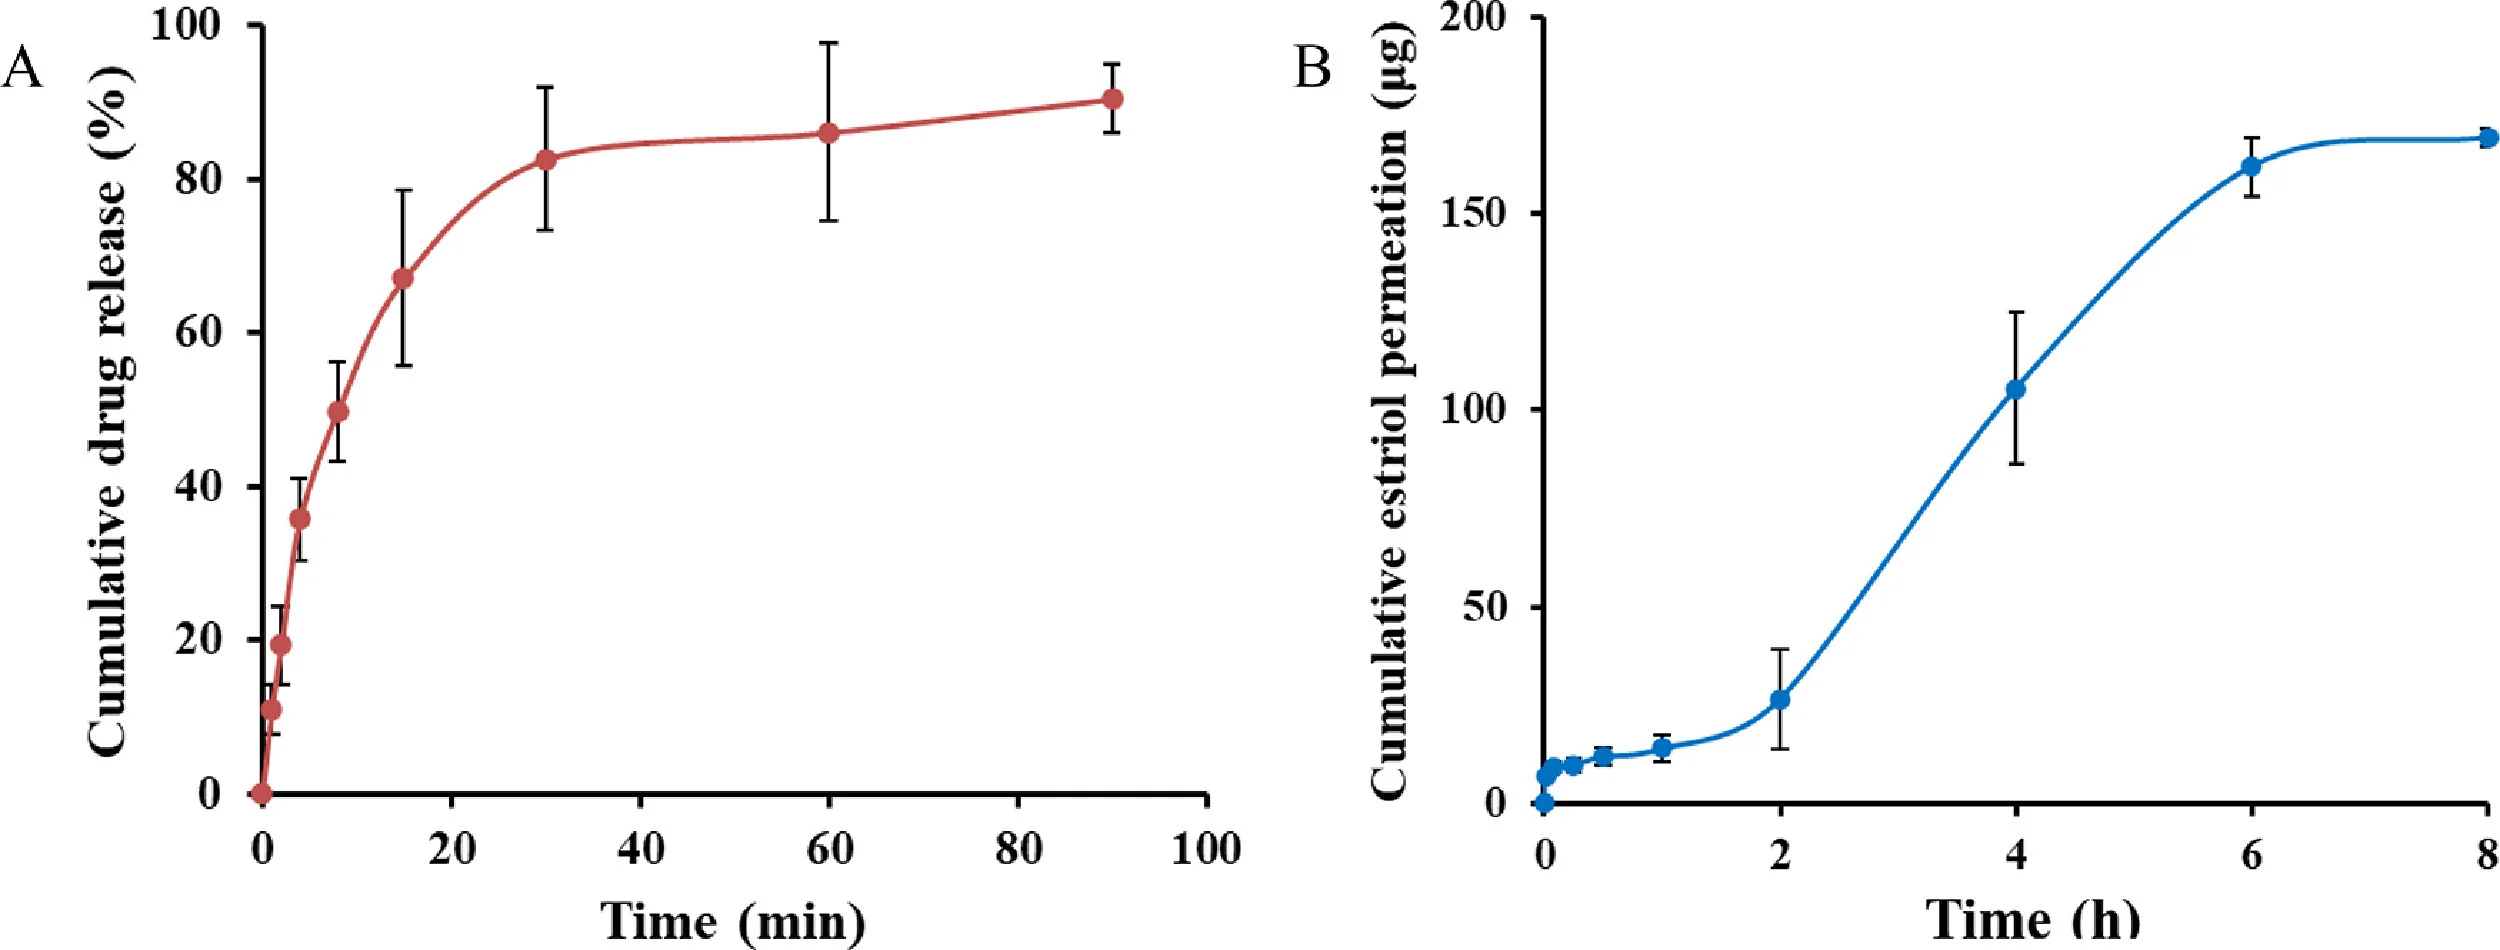 A
Cumulative drug release (%)
100
80
60
40
20
0
0 20 40 60 80 100
Time (min)
B
Cumulative estriol permeation (μg)
200
150
100
50
0
0 2 4 6 8
Time (h)